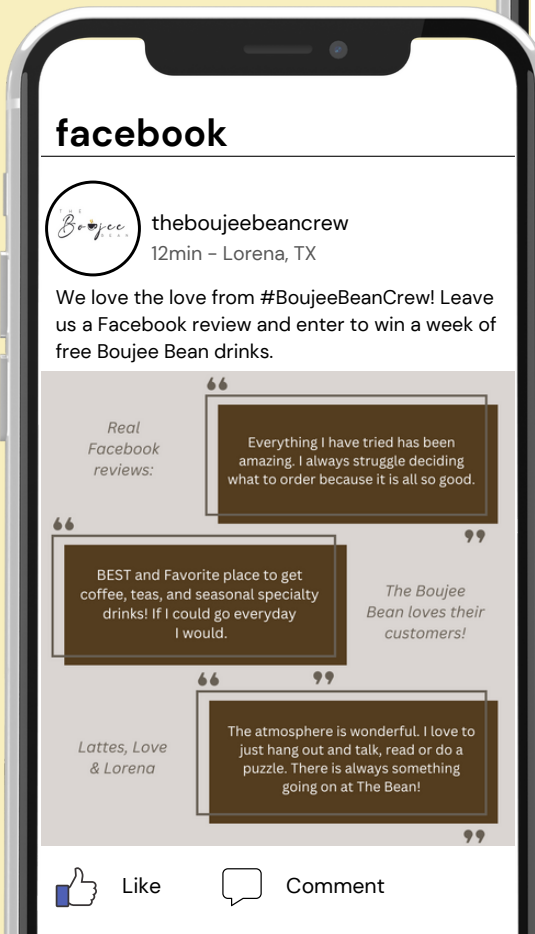 facebook
THE
Boujee
BEAN
theboujeebeancrew
12min - Lorena, TX
We love the love from #BoujeeBeanCrew! Leave
us a Facebook review and enter to win a week of
free Boujee Bean drinks.
Real
Facebook
reviews:
❝
Everything I have tried has been
amazing. I always struggle deciding
what to order because it is all so good.
❞
❝
BEST and Favorite place to get
coffee, teas, and seasonal specialty
drinks! If I could go everyday
I would.
❞
The Boujee
Bean loves their
customers!
Lattes, Love
& Lorena
❝
The atmosphere is wonderful. I love to
just hang out and talk, read or do a
puzzle. There is always something
going on at The Bean!
❞
Like
Comment